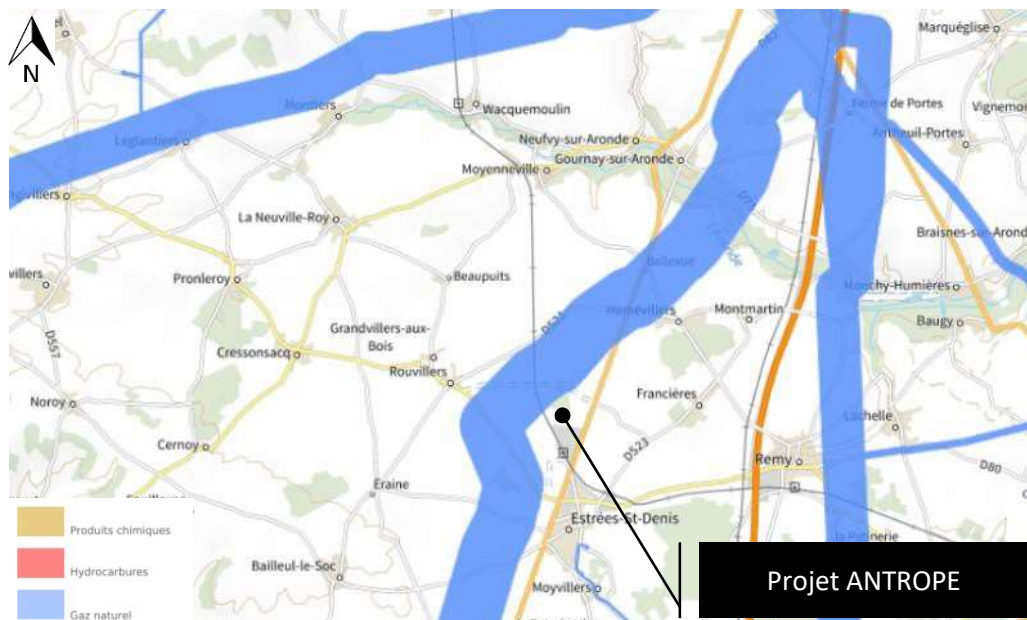 N
Marquéglise
D82
Wacquemoulin
Montiers
Ferme de Portes
Vignemon
Antheuil-Portes
Léglantiers
Neufvy-sur-Aronde
Gournay-sur-Aronde
Moyenneville
La Neuville-Roy
Braisnes-sur-Arond
l'Aronde
Bellevue
villers
Pronleroy
Beaupuits
Monchy-Humières
Montmartin
Baugy
D557
Grandvillers-aux-
Bois
Cressonsacq
Rouvillers
Francières
Noroy
Lachelle
Cernoy
D523
Remy
D80
Eraine
Estrées-St-Denis
Produits chimiques
Hydrocarbures
Gaz naturel
Bailleul-le-Soc
Moyvillers
Projet ANTROPE